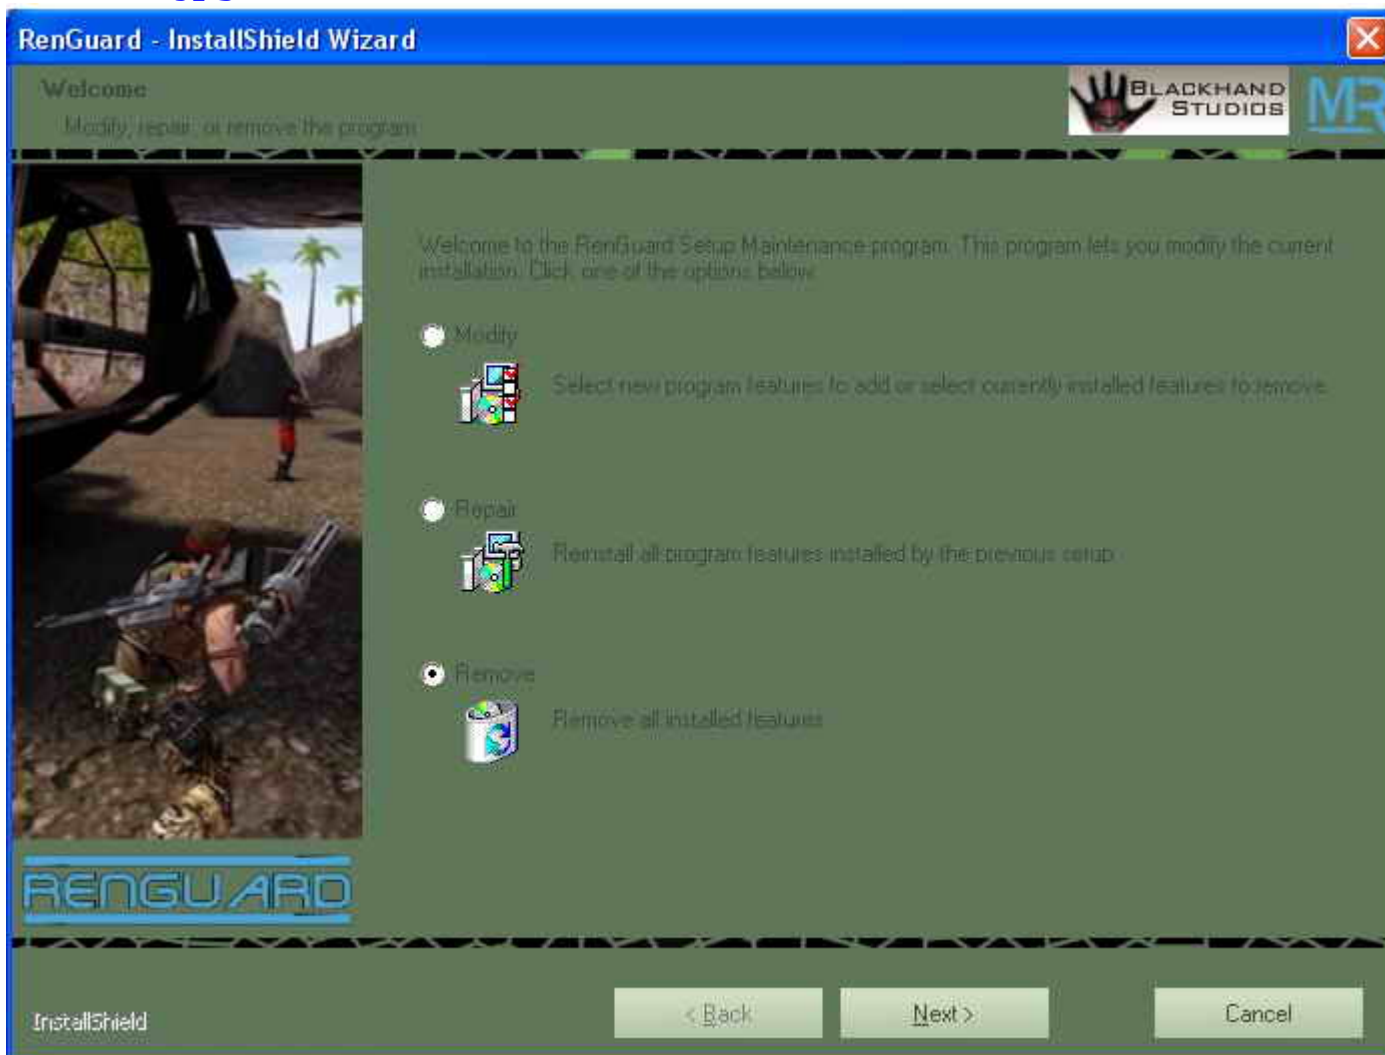 RenGuard - InstallShield Wizard
Welcome
Modify, repair, or remove the program.
BLACKHAND
STUDIOS
MR
Welcome to the RenGuard Setup Maintenance program. This program lets you modify the current
installation. Click one of the options below.
Modify
Select new program features to add or select currently installed features to remove.
Repair
Reinstall all program features installed by the previous setup.
Remove
Remove all installed features.
RENGUARD
InstallShield
< Back
Next >
Cancel